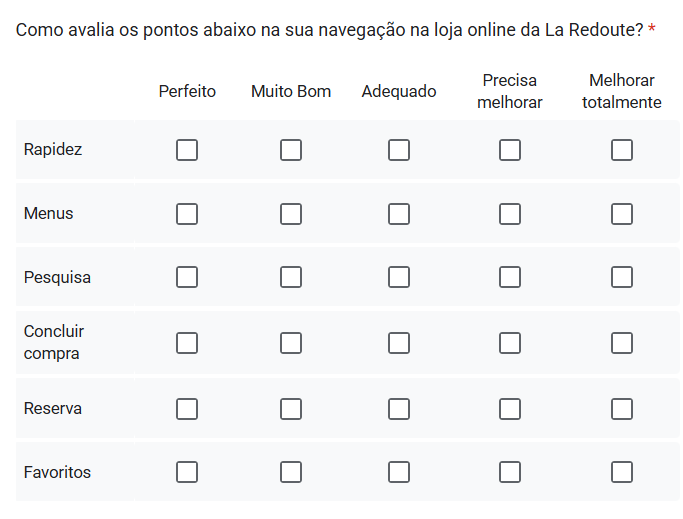 Como avalia os pontos abaixo na sua navegação na loja online da La Redoute? *
Perfeito Muito Bom Adequado Precisa melhorar Melhorar totalmente
Rapidez
Menus
Pesquisa
Concluir
compra
Reserva
Favoritos